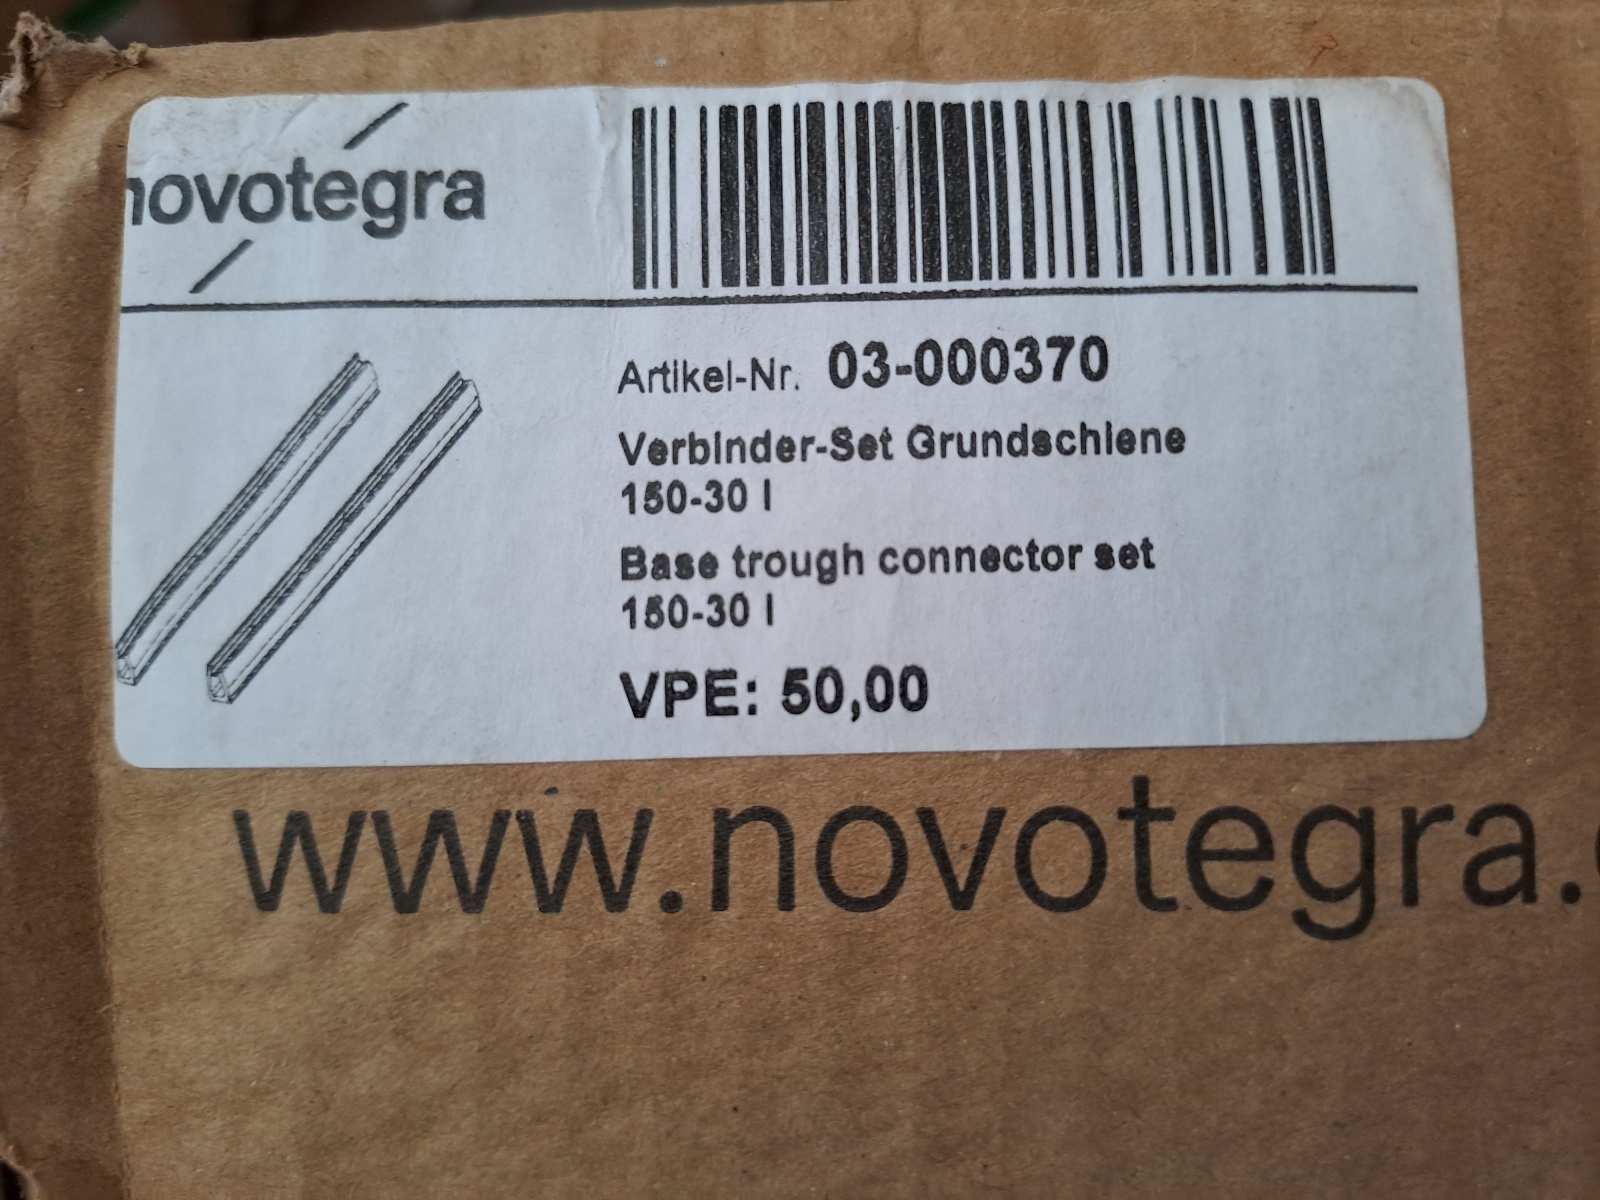 novotegra
Artikel-Nr. 03-000370
Verbinder-Set Grundschiene
150-30 l
Base trough connector set
150-30 l
VPE: 50,00
www.novotegra.